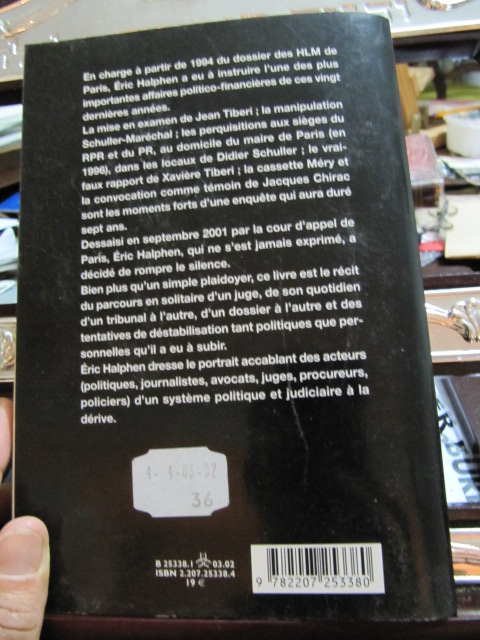 En charge à partir de 1994 du dossier des HLM de
Paris, Éric Halphen a eu à instruire l'une des plus
importantes affaires politico-financières de ces vingt
dernières années.
La mise en examen de Jean Tiberi ; la manipulation
Schuller-Maréchal ; les perquisitions aux sièges du
RPR et du PR, au domicile du maire de Paris (en
1996), dans les locaux de Didier Schuller ; le vrai-
faux rapport de Xavière Tiberi ; la cassette Méry et
la convocation comme témoin de Jacques Chirac
sont les moments forts d'une enquête qui aura duré
sept ans.
Dessaisi en septembre 2001 par la cour d'appel de
Paris, Éric Halphen, qui ne s'est jamais exprimé, a
décidé de rompre le silence.
Bien plus qu'un simple plaidoyer, ce livre est le récit
du parcours en solitaire d'un juge, de son quotidien
d'un tribunal à l'autre, d'un dossier à l'autre et des
tentatives de déstabilisation tant politiques que per-
sonnelles qu'il a eu à subir.
Éric Halphen dresse le portrait accablant des acteurs
(politiques, journalistes, avocats, juges, procureurs,
policiers) d'un système politique et judiciaire à la
dérive.
4- 4-03-02
36
B 25338.1 03.02
ISBN 2.207.25338.4
19 €
9 782207 253380